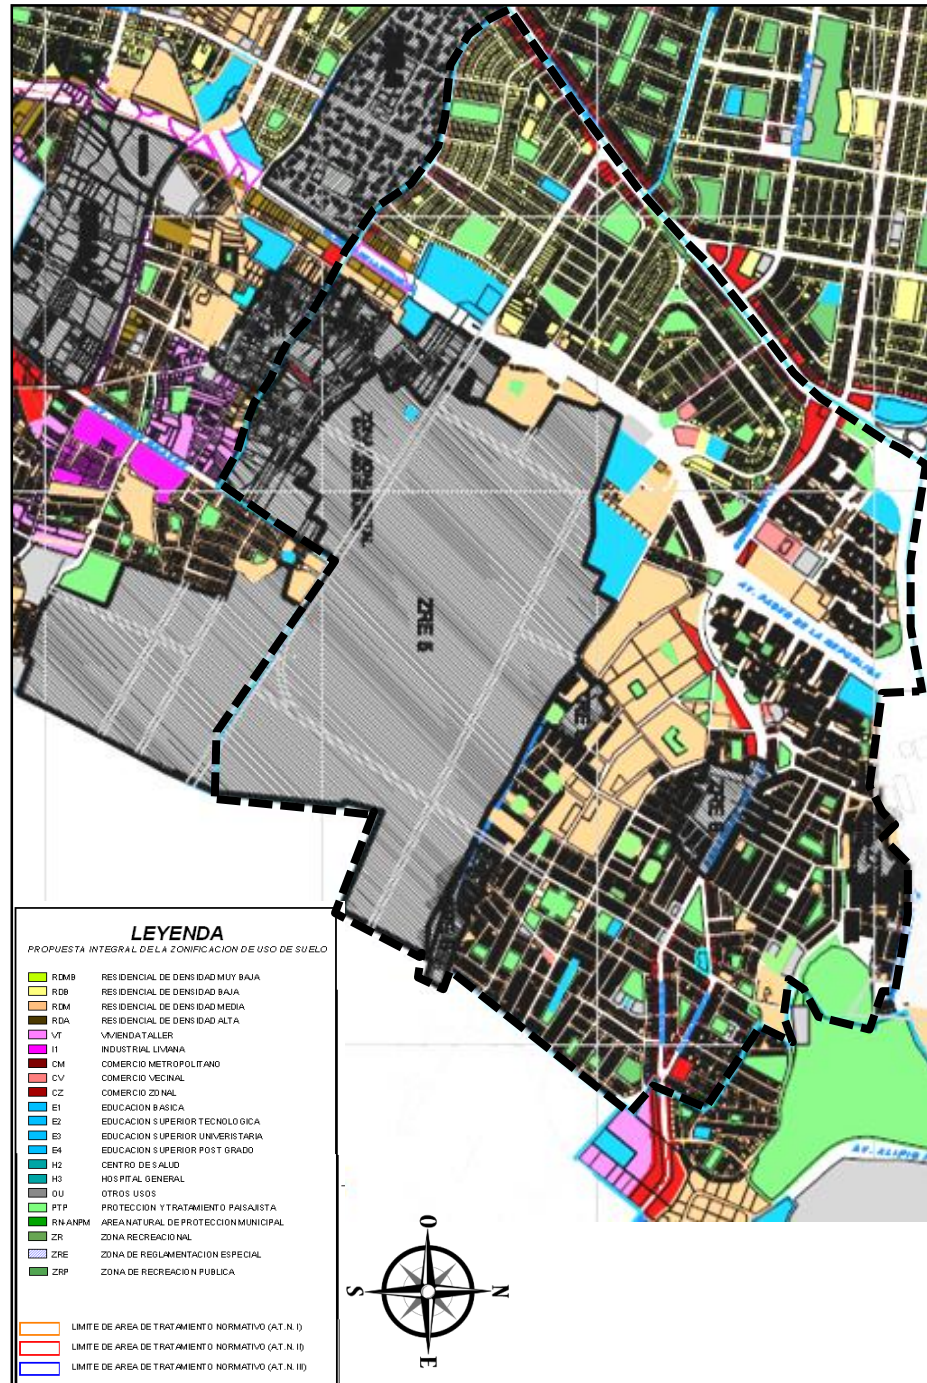 ZRE 5
ZRE
ZRE 6
AV. PASEO DE LA REPUBLICA
LEYENDA
PROPUESTA INTEGRAL DE LA ZONIFICACION DE USO DE SUELO
RDMB RESIDENCIAL DE DENSIDAD MUY BAJA
RDB RESIDENCIAL DE DENSIDAD BAJA
RDM RESIDENCIAL DE DENSIDAD MEDIA
RDA RESIDENCIAL DE DENSIDAD ALTA
VT VIVIENDA TALLER
I1 INDUSTRIAL LIVIANA
CM COMERCIO METROPOLITANO
CV COMERCIO VECINAL
CZ COMERCIO ZONAL
E1 EDUCACION BASICA
E2 EDUCACION SUPERIOR TECNOLOGICA
E3 EDUCACION SUPERIOR UNIVERISTARIA
E4 EDUCACION SUPERIOR POST GRADO
H2 CENTRO DE SALUD
H3 HOSPITAL GENERAL
OU OTROS USOS
PTP PROTECCION Y TRATAMIENTO PAISAJISTA
RN-ANPM AREA NATURAL DE PROTECCION MUNICIPAL
ZR ZONA RECREACIONAL
ZRE ZONA DE REGLAMENTACION ESPECIAL
ZRP ZONA DE RECREACION PUBLICA
LIMITE DE AREA DE TRATAMIENTO NORMATIVO (A.T.N. I)
LIMITE DE AREA DE TRATAMIENTO NORMATIVO (A.T.N. II)
LIMITE DE AREA DE TRATAMIENTO NORMATIVO (A.T.N. III)
O
S N
E